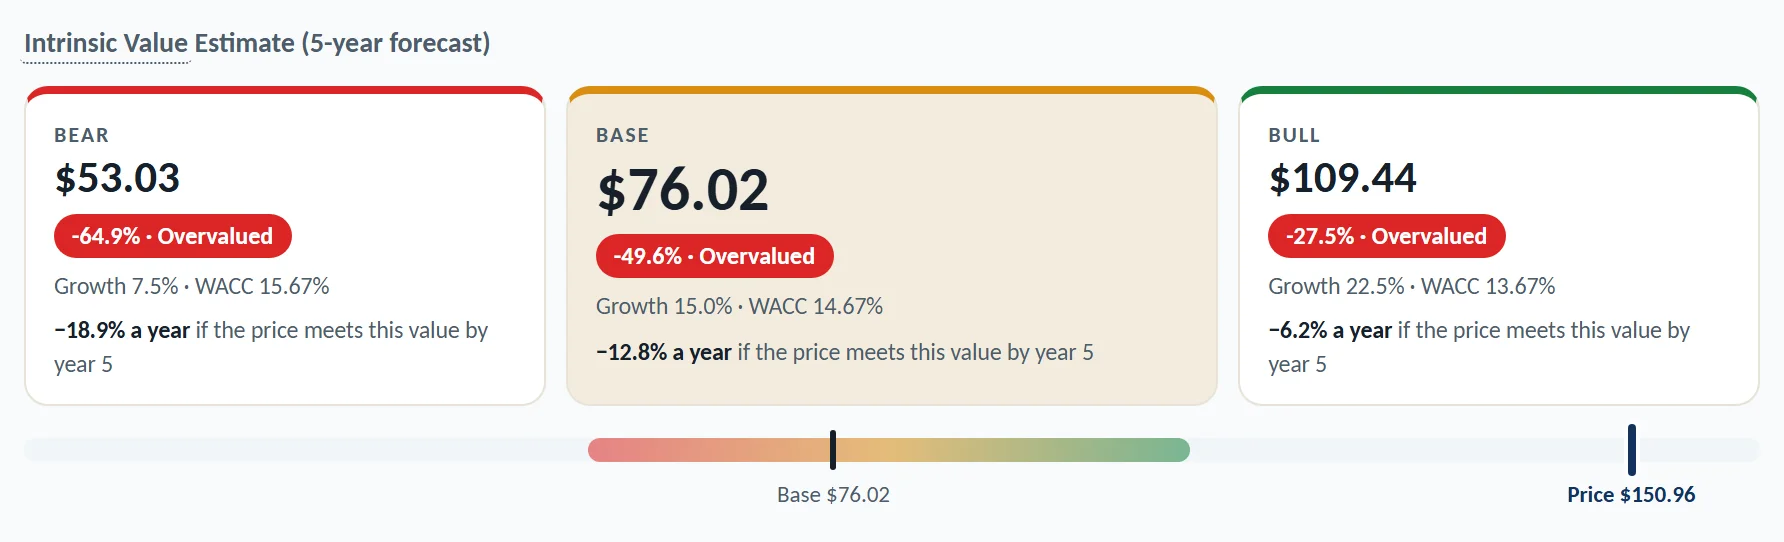 Intrinsic Value Estimate (5-year forecast)
BEAR
$53.03
-64.9% · Overvalued
Growth 7.5% · WACC 15.67%
−18.9% a year if the price meets this value by
year 5
BASE
$76.02
-49.6% · Overvalued
Growth 15.0% · WACC 14.67%
−12.8% a year if the price meets this value by year 5
BULL
$109.44
-27.5% · Overvalued
Growth 22.5% · WACC 13.67%
−6.2% a year if the price meets this value by
year 5
Base $76.02
Price $150.96